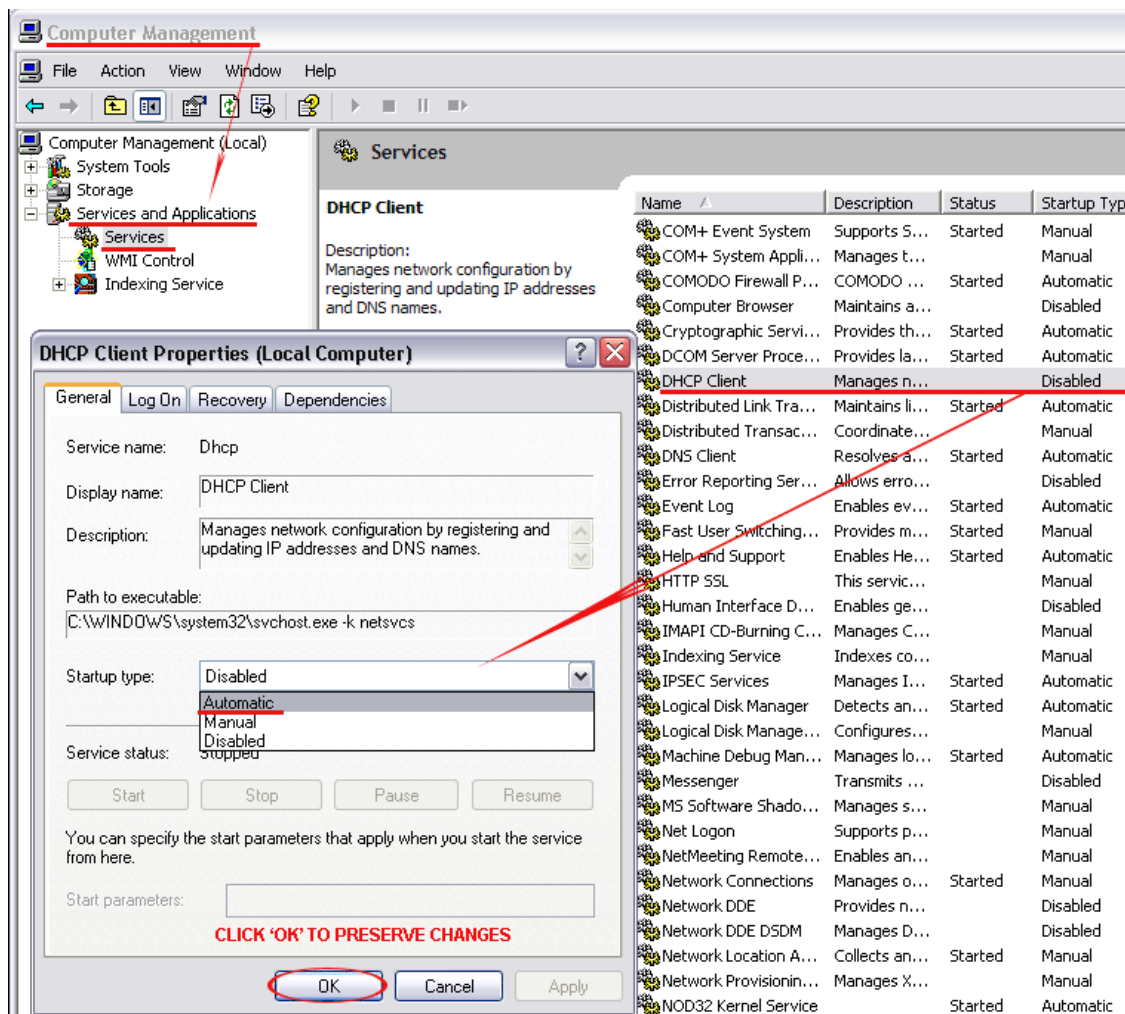 Computer Management
File Action View Window Help
Computer Management (Local)
System Tools
Storage
Services and Applications
Services
WMI Control
Indexing Service
Services
DHCP Client
Description:
Manages network configuration by
registering and updating IP addresses
and DNS names.
Name Description Status Startup Typ
COM+ Event System Supports S... Started Manual
COM+ System Appli... Manages t... Manual
COMODO Firewall P... COMODO ... Started Automatic
Computer Browser Maintains a... Disabled
Cryptographic Servi... Provides th... Started Automatic
DCOM Server Proce... Provides la... Started Automatic
DHCP Client Manages n... Disabled
Distributed Link Tra... Maintains li... Started Automatic
Distributed Transac... Coordinate... Manual
DNS Client Resolves a... Started Automatic
Error Reporting Ser... Allows erro... Disabled
Event Log Enables ev... Started Automatic
Fast User Switching... Provides m... Started Manual
Help and Support Enables He... Started Automatic
HTTP SSL This servic... Manual
Human Interface D... Enables ge... Disabled
IMAPI CD-Burning C... Manages C... Manual
Indexing Service Indexes co... Manual
IPSEC Services Manages I... Started Automatic
Logical Disk Manager Detects an... Started Automatic
Logical Disk Manage... Configures... Manual
Machine Debug Man... Manages lo... Started Automatic
Messenger Transmits ... Disabled
MS Software Shado... Manages s... Manual
Net Logon Supports p... Manual
NetMeeting Remote... Enables an... Manual
Network Connections Manages o... Started Manual
Network DDE Provides n... Disabled
Network DDE DSDM Manages D... Disabled
Network Location A... Collects an... Started Manual
Network Provisionin... Manages X... Manual
NOD32 Kernel Service Started Automatic
DHCP Client Properties (Local Computer)
General Log On Recovery Dependencies
Service name: Dhcp
Display name: DHCP Client
Description: Manages network configuration by registering and
updating IP addresses and DNS names.
Path to executable:
C:\WINDOWS\system32\svchost.exe -k netsvcs
Startup type: Disabled
Automatic
Manual
Disabled
Service status: Stopped
Start Stop Pause Resume
You can specify the start parameters that apply when you start the service
from here.
Start parameters:
CLICK ‘OK’ TO PRESERVE CHANGES
OK Cancel Apply